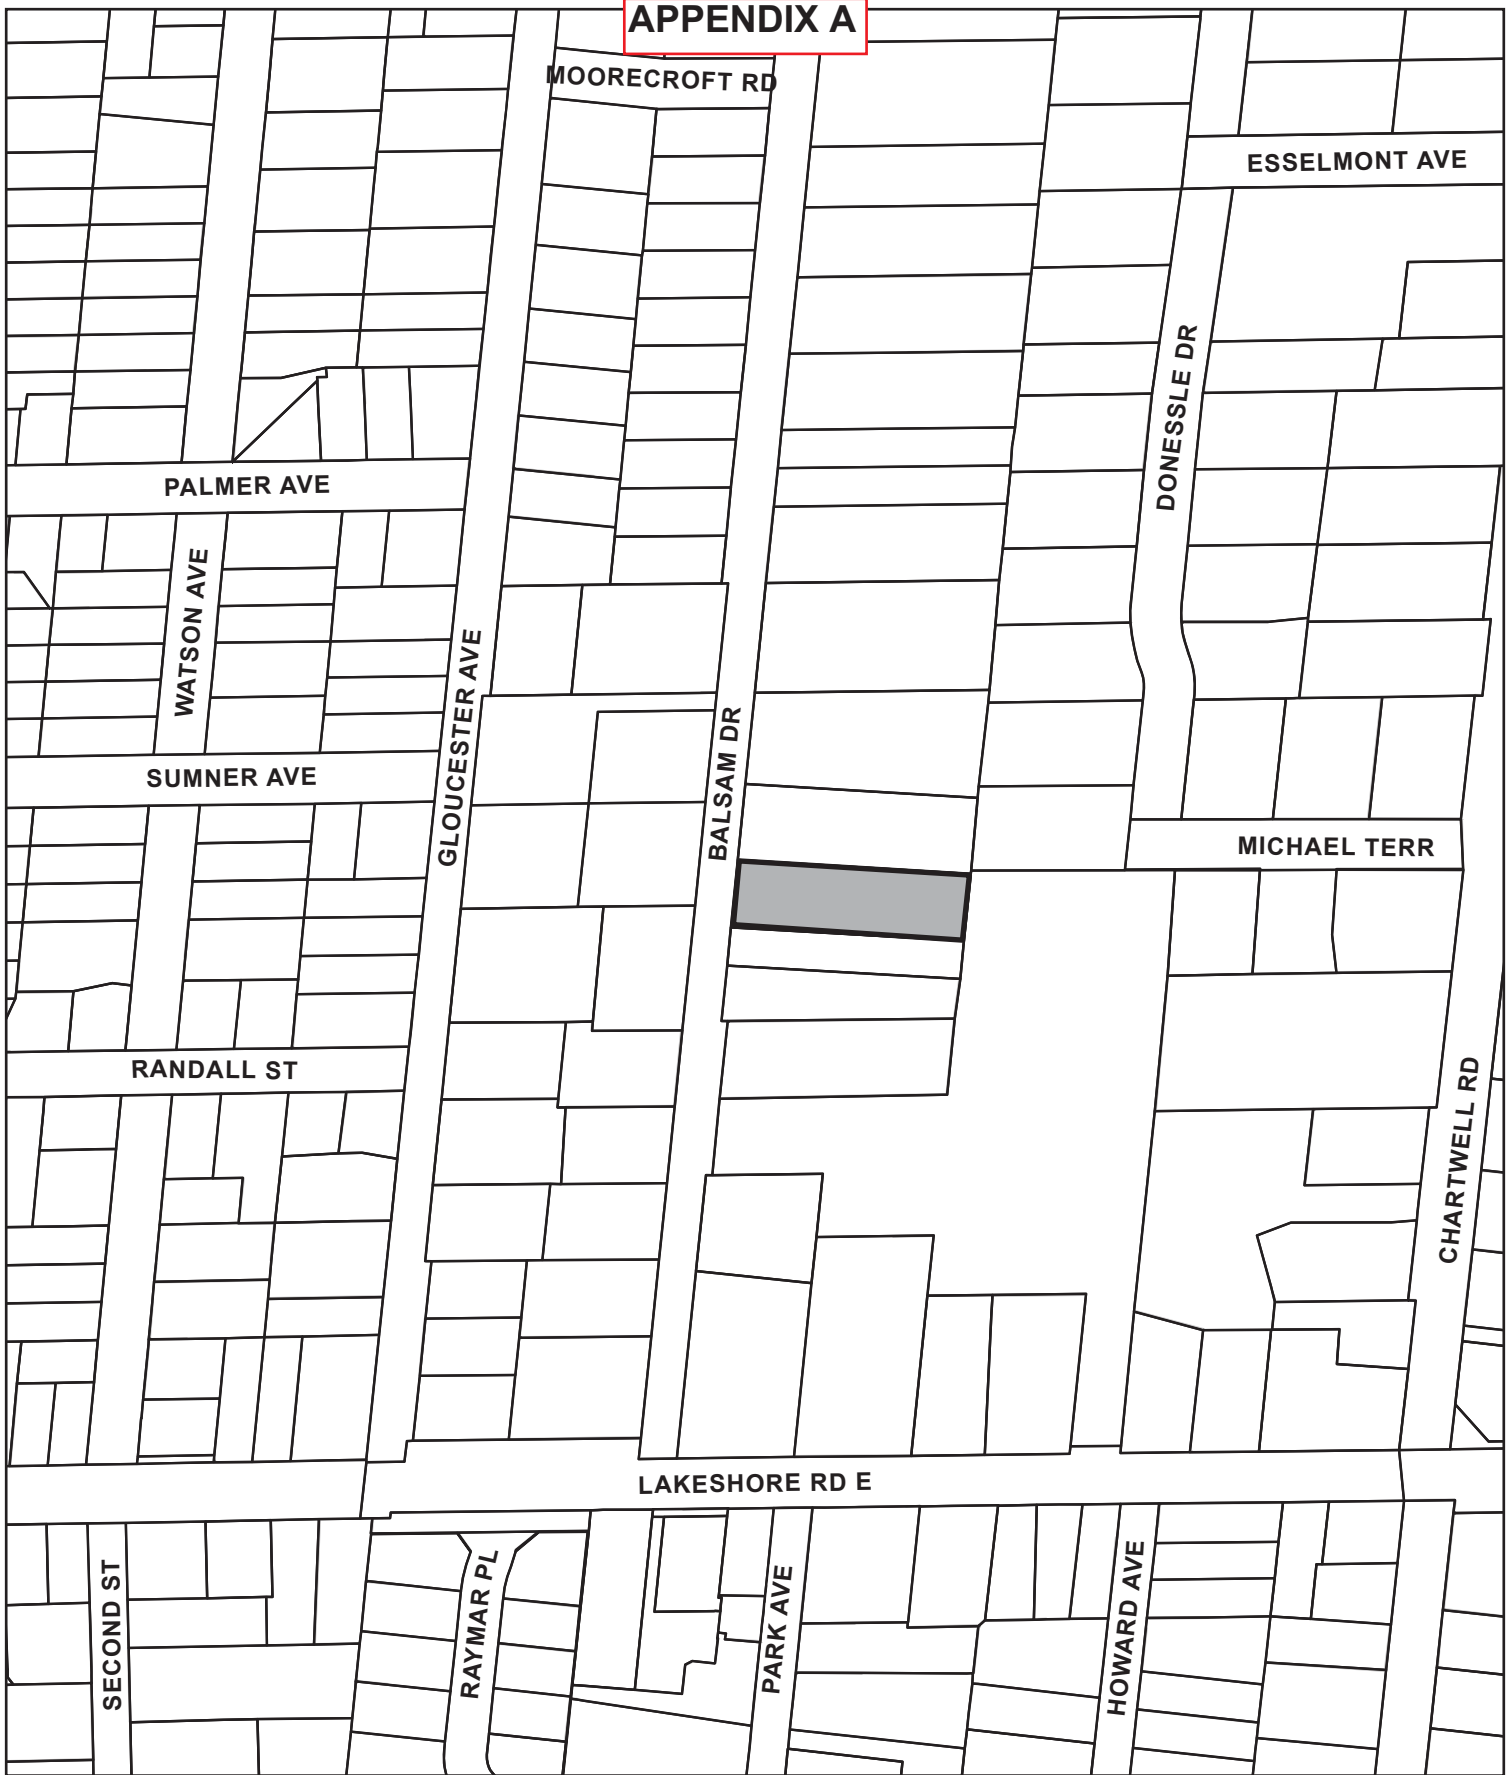 APPENDIX A
MOORECROFT RD
ESSELMONT AVE
DONESSLE DR
PALMER AVE
WATSON AVE
GLOUCESTER AVE
BALSAM DR
SUMNER AVE
MICHAEL TERR
RANDALL ST
CHARTWELL RD
LAKESHORE RD E
SECOND ST
RAYMAR PL
PARK AVE
HOWARD AVE